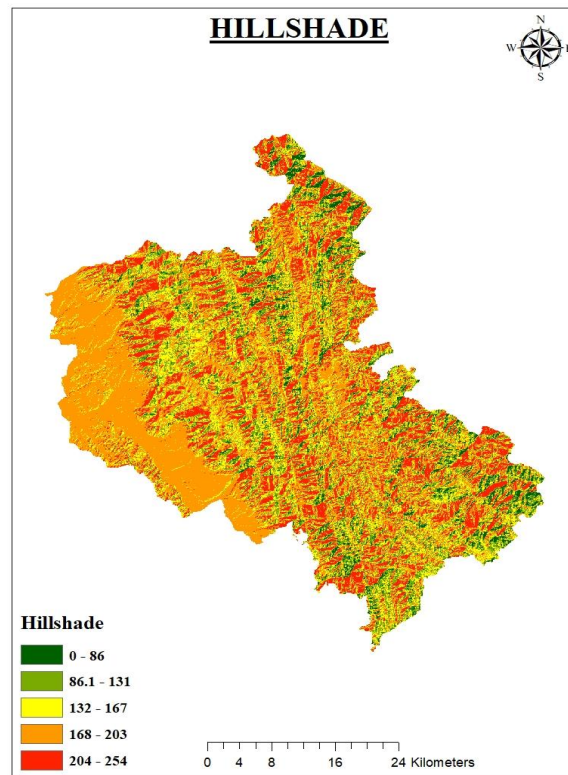 HILLSHADE
N
W E
S
Hillshade
0 - 86
86.1 - 131
132 - 167
168 - 203
204 - 254
0 4 8 16 24 Kilometers